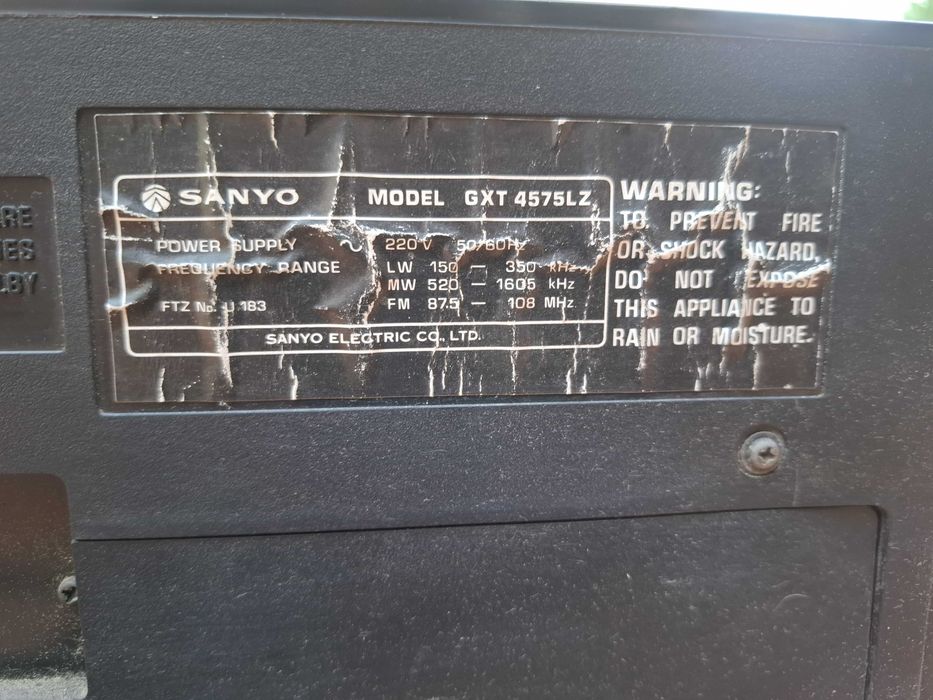 SANYO MODEL GXT 4575LZ
POWER SUPPLY ~ 220 V 50/60Hz
FREQUENCY RANGE LW 150 — 350 kHz
MW 520 — 1605 kHz
FTZ No. U 183 FM 87.5 — 108 MHz
SANYO ELECTRIC CO., LTD.
WARNING:
TO PREVENT FIRE
OR SHOCK HAZARD,
DO NOT EXPOSE
THIS APPLIANCE TO
RAIN OR MOISTURE.